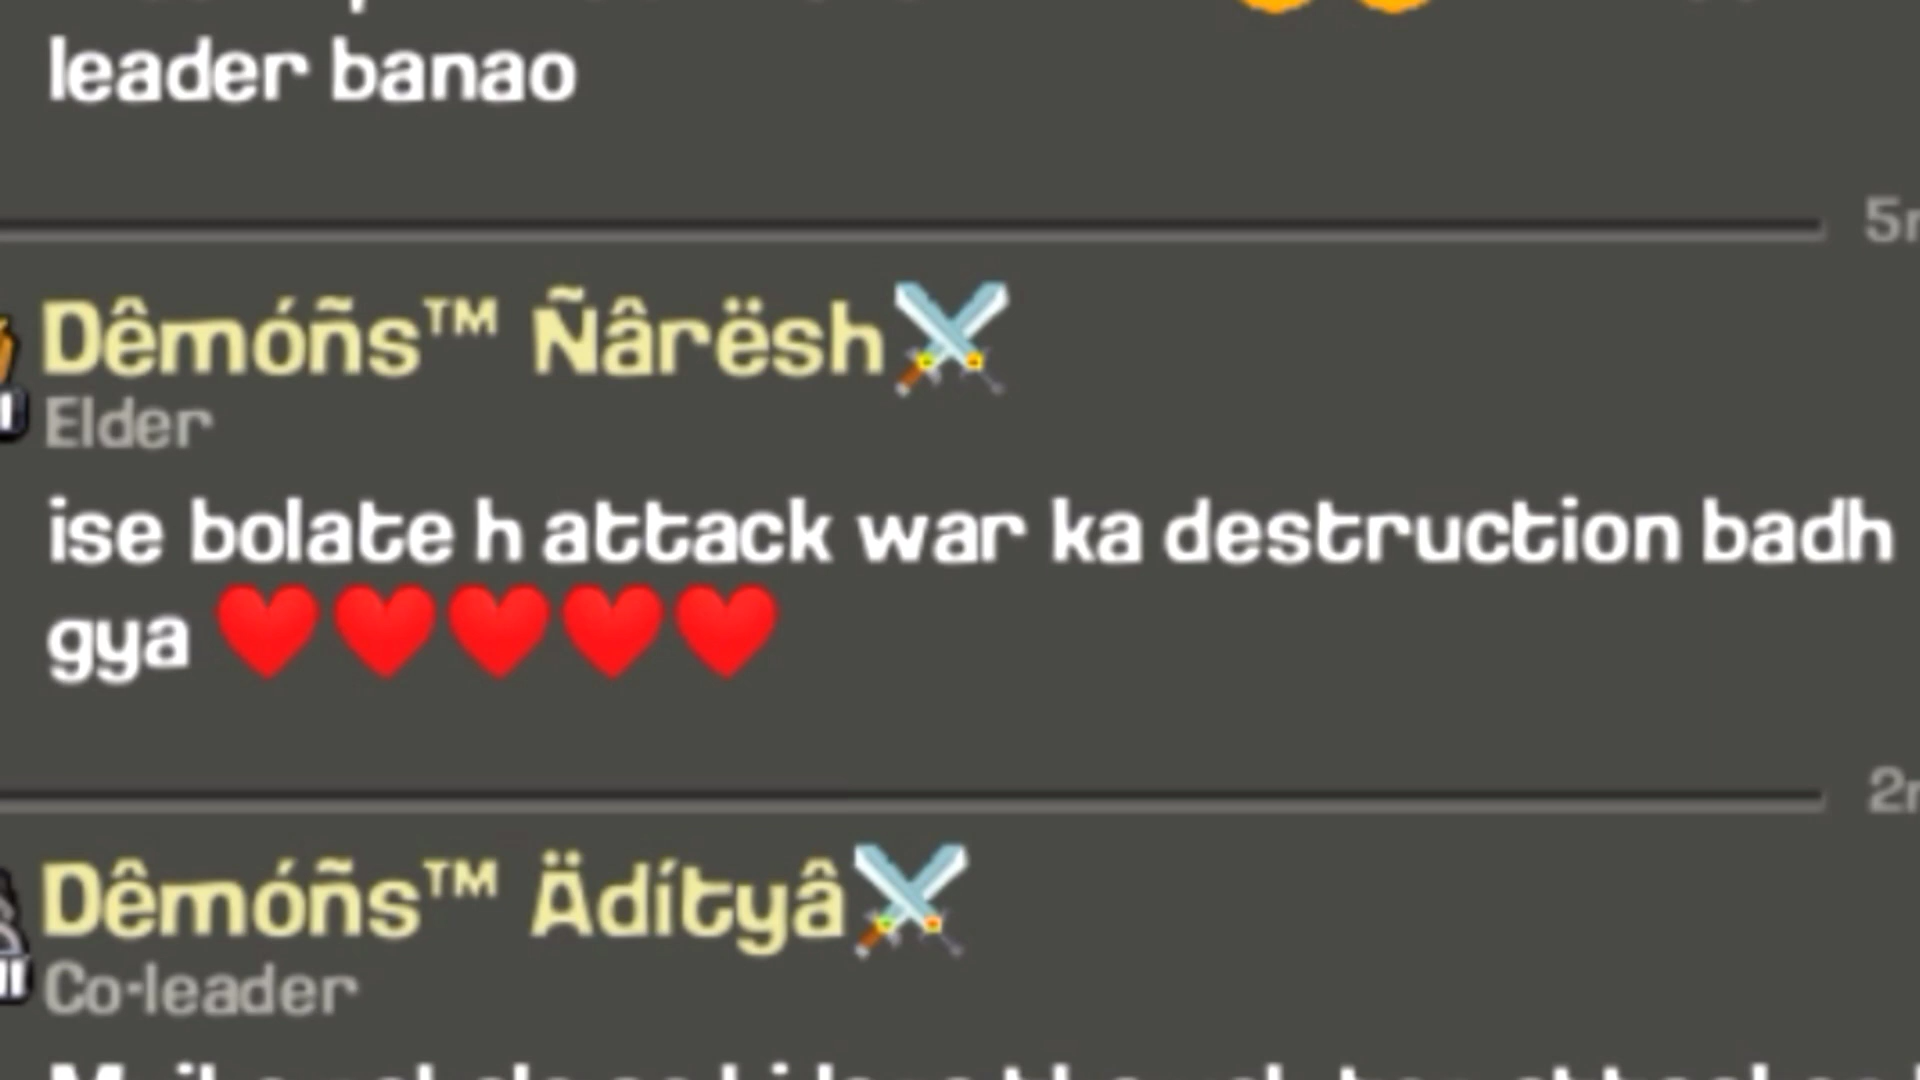 leader banao
5
Dêmóñs™ Ñârësh⚔️
Elder
ise bolate h attack war ka destruction badh
gya ❤️❤️❤️❤️❤️
2
Dêmóñs™ Ädítyâ⚔️
Co-leader